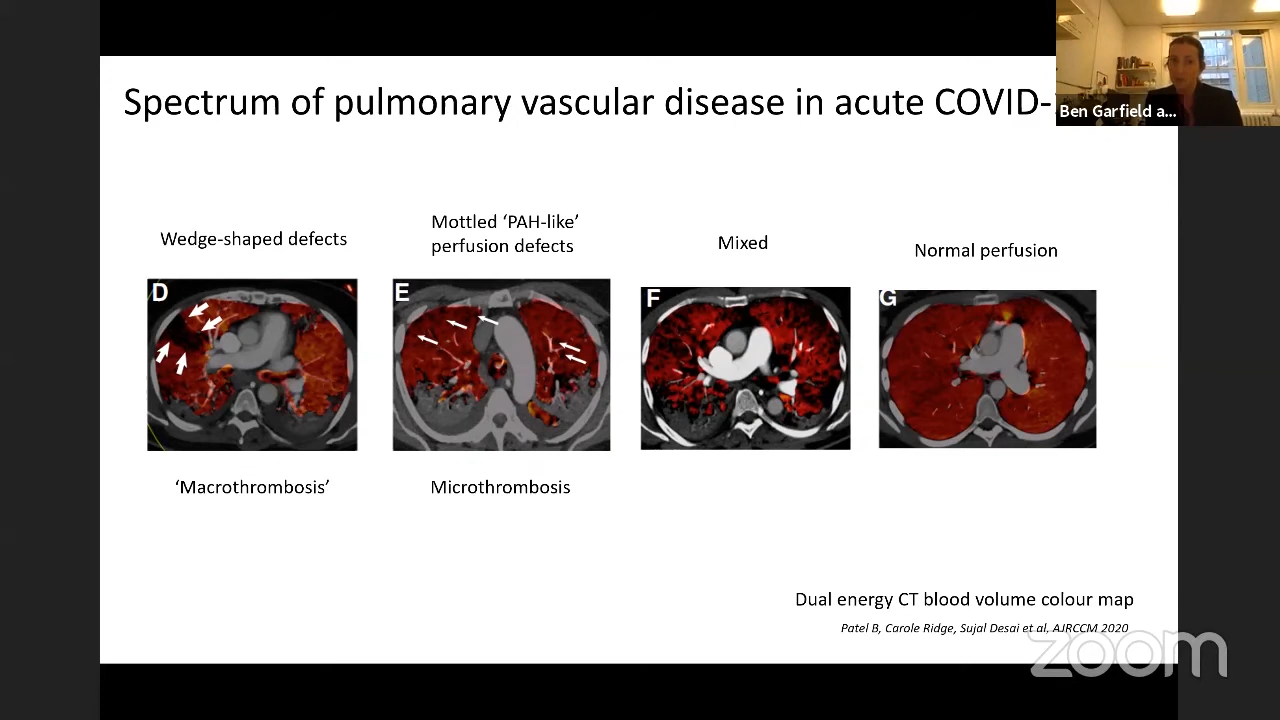 Spectrum of pulmonary vascular disease in acute COVID-
Ben Garfield a...
Wedge-shaped defects
Mottled ‘PAH-like’
perfusion defects
Mixed
Normal perfusion
D
E
F
G
‘Macrothrombosis’
Microthrombosis
Dual energy CT blood volume colour map
Patel B, Carole Ridge, Sujal Desai et al, AJRCCM 2020
zoom